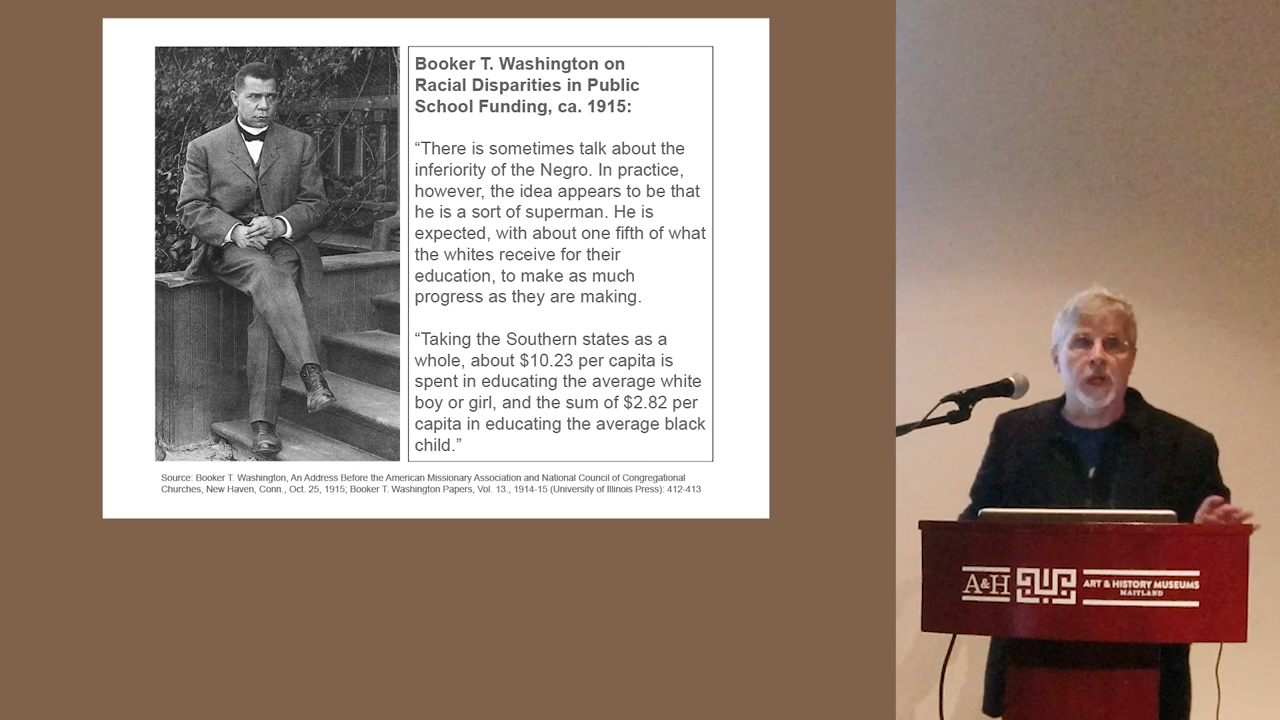 Booker T. Washington on
Racial Disparities in Public
School Funding, ca. 1915:
“There is sometimes talk about the
inferiority of the Negro. In practice,
however, the idea appears to be that
he is a sort of superman. He is
expected, with about one fifth of what
the whites receive for their
education, to make as much
progress as they are making.
“Taking the Southern states as a
whole, about $10.23 per capita is
spent in educating the average white
boy or girl, and the sum of $2.82 per
capita in educating the average black
child.”
Source: Booker T. Washington, An Address Before the American Missionary Association and National Council of Congregational
Churches, New Haven, Conn., Oct. 25, 1915; Booker T. Washington Papers, Vol. 13., 1914-15 (University of Illinois Press): 412-413
A&H
ART & HISTORY MUSEUMS
MAITLAND